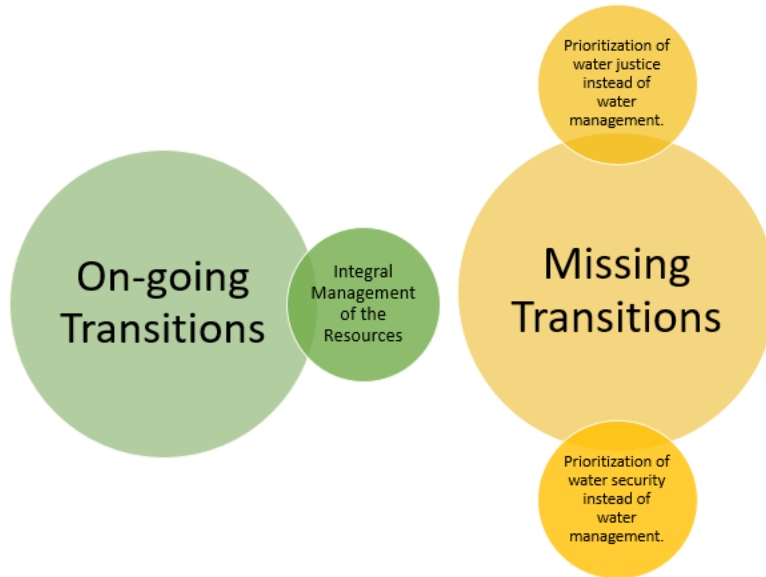 On-going
Transitions
Integral
Management
of the
Resources
Prioritization of
water justice
instead of
water
management.
Missing
Transitions
Prioritization of
water security
instead of
water
management.